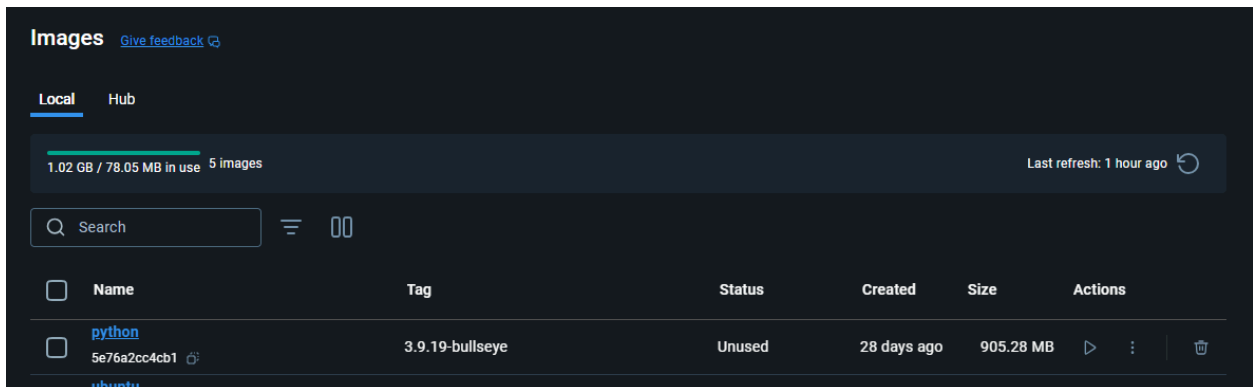 Images Give feedback
Local Hub
1.02 GB / 78.05 MB in use 5 images Last refresh: 1 hour ago
Search
Name Tag Status Created Size Actions
python
5e76a2cc4cb1 3.9.19-bullseye Unused 28 days ago 905.28 MB
ubuntu